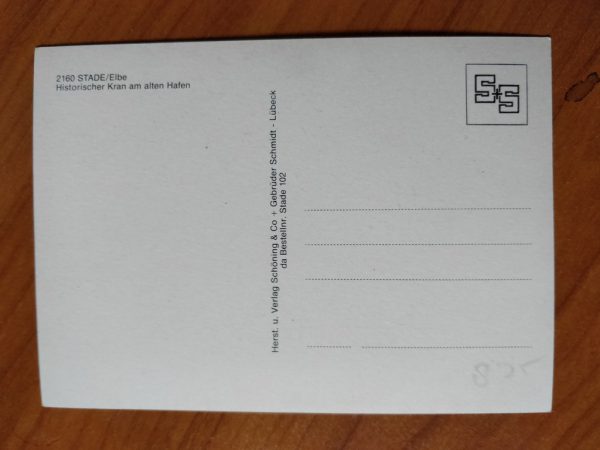 2160 STADE/Elbe
Historischer Kran am alten Hafen
S+S
Herst. u. Verlag Schöning & Co + Gebrüder Schmidt - Lübeck
da Bestellnr. Stade 102